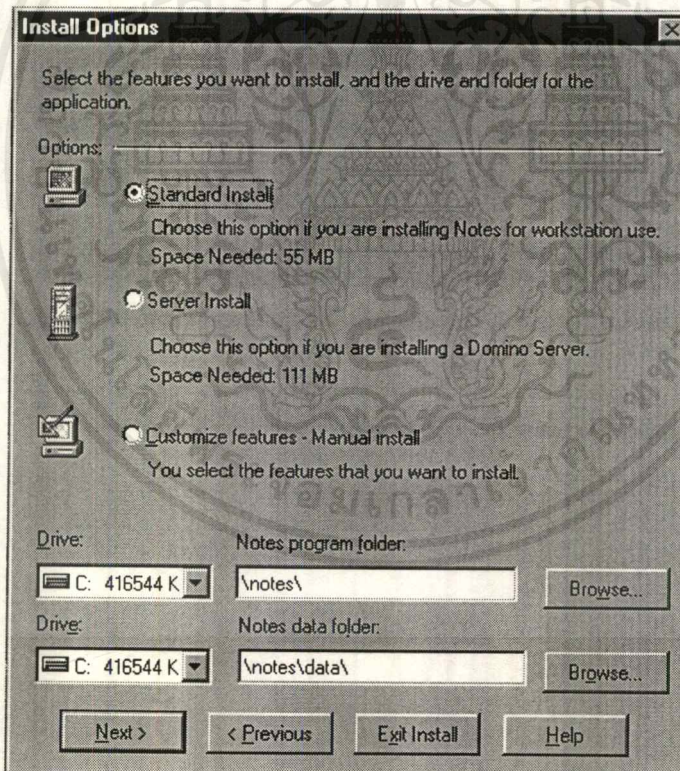 Install Options
Select the features you want to install, and the drive and folder for the
application.
Options:
Standard Install
Choose this option if you are installing Notes for workstation use.
Space Needed: 55 MB
Server Install
Choose this option if you are installing a Domino Server.
Space Needed: 111 MB
Customize features - Manual install
You select the features that you want to install.
Drive: Notes program folder:
C: 416544 K \notes\ Browse...
Drive: Notes data folder:
C: 416544 K \notes\data\ Browse...
Next > < Previous Exit Install Help